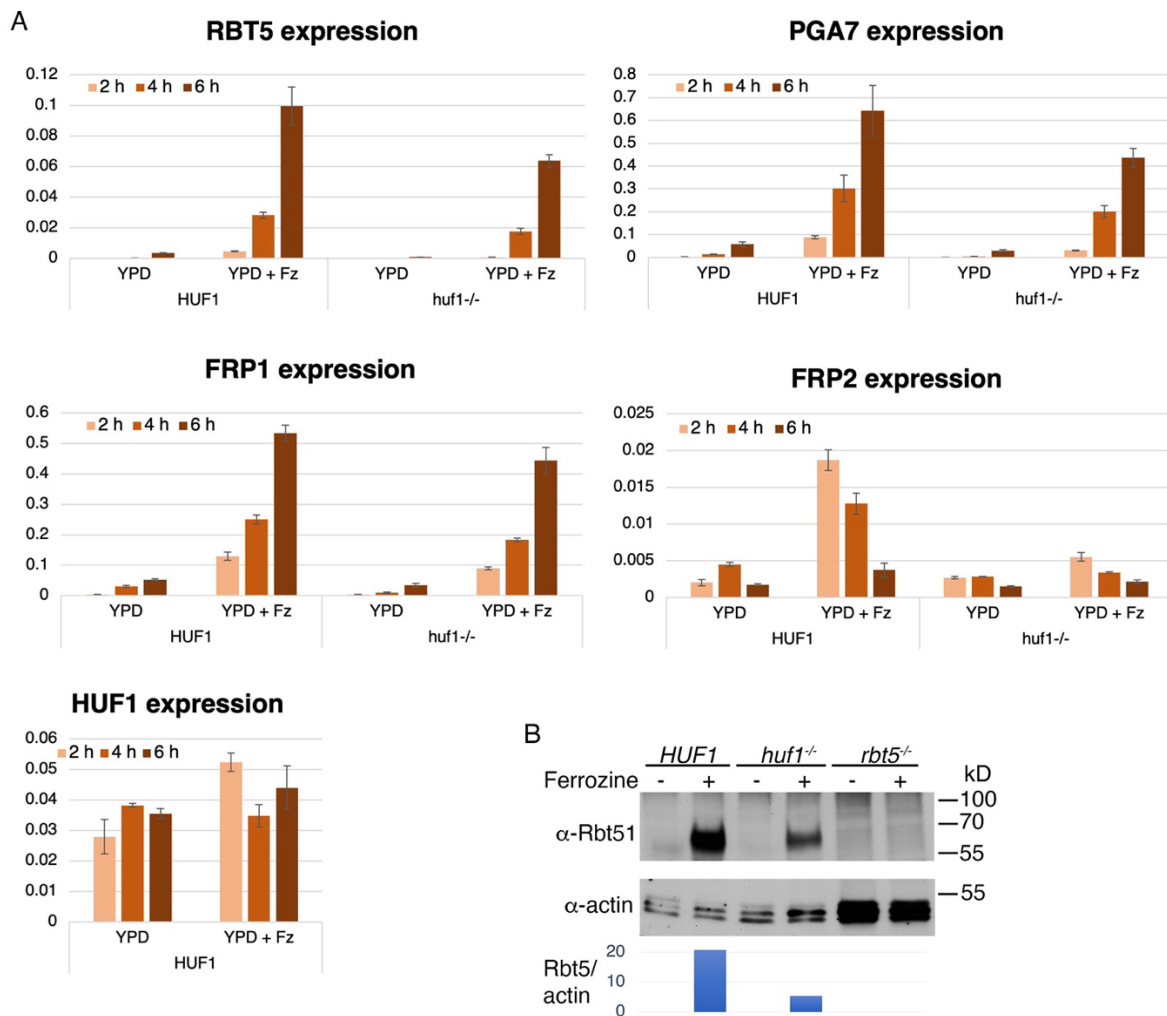 A
RBT5 expression
0.12
0.1
0.08
0.06
0.04
0.02
0
2 h 4 h 6 h
YPD YPD + Fz YPD YPD + Fz
HUF1 huf1-/-
PGA7 expression
0.8
0.7
0.6
0.5
0.4
0.3
0.2
0.1
0
2 h 4 h 6 h
YPD YPD + Fz YPD YPD + Fz
HUF1 huf1-/-
FRP1 expression
0.6
0.5
0.4
0.3
0.2
0.1
0
2 h 4 h 6 h
YPD YPD + Fz YPD YPD + Fz
HUF1 huf1-/-
FRP2 expression
0.025
0.02
0.015
0.01
0.005
0
2 h 4 h 6 h
YPD YPD + Fz YPD YPD + Fz
HUF1 huf1-/-
HUF1 expression
0.06
0.05
0.04
0.03
0.02
0.01
0
2 h 4 h 6 h
YPD YPD + Fz
HUF1
B
HUF1 huf1-/- rbt5-/-
Ferrozine - + - + - + kD
α-Rbt51
100
70
55
α-actin
55
Rbt5/
actin
20
10
0